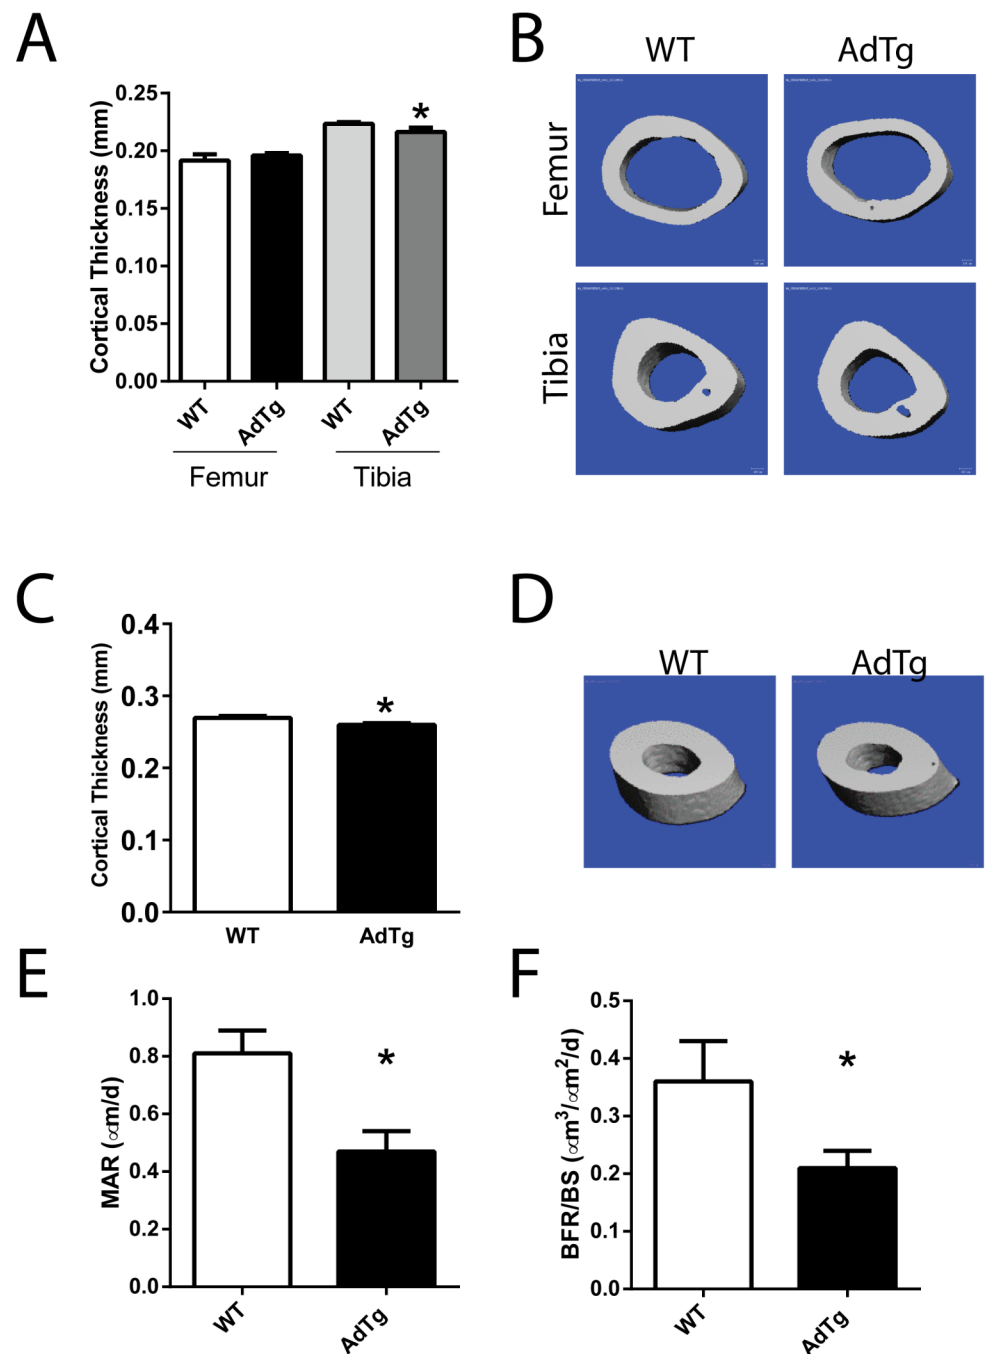 A
B
WT
AdTg
Femur
Tibia
Cortical Thickness (mm)
0.25
0.20
0.15
0.10
0.05
0.00
*
WT
AdTg
WT
AdTg
Femur
Tibia
C
D
WT
AdTg
Cortical Thickness (mm)
0.4
0.3
0.2
0.1
0.0
*
WT
AdTg
E
F
MAR (∝m/d)
1.0
0.8
0.6
0.4
0.2
0.0
*
WT
AdTg
BFR/BS (∝m³/∝m²/d)
0.5
0.4
0.3
0.2
0.1
0.0
*
WT
AdTg